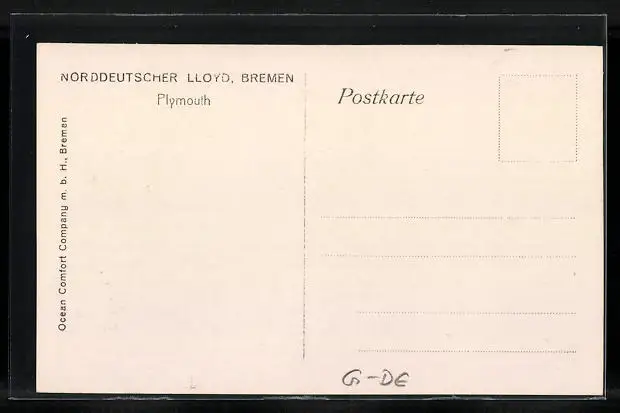 NORDDEUTSCHER LLOYD, BREMEN
Plymouth
Ocean Comfort Company m. b. H., Bremen
Postkarte
G-DE